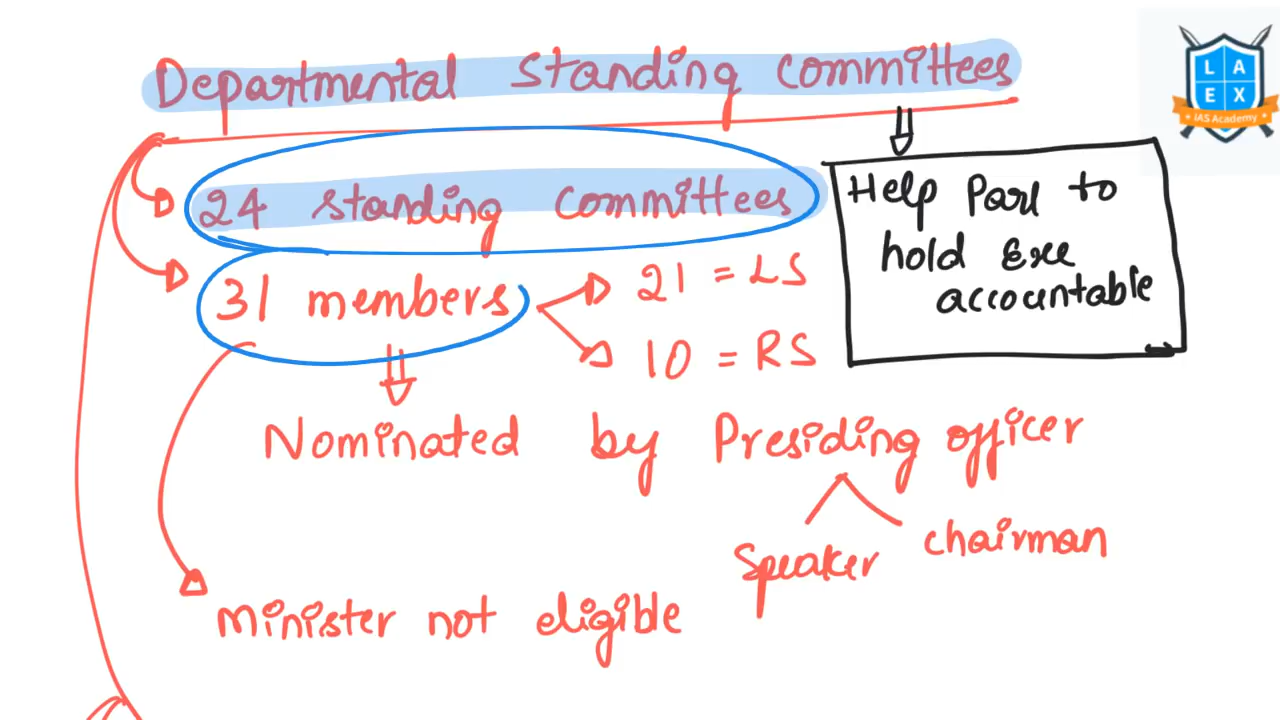 Departmental Standing committees
L A
E X
iAS Academy
24 standing committees
Help Parl to
hold Exe
accountable
31 members
21 = LS
10 = RS
Nominated by Presiding officer
Speaker
chairman
minister not eligible